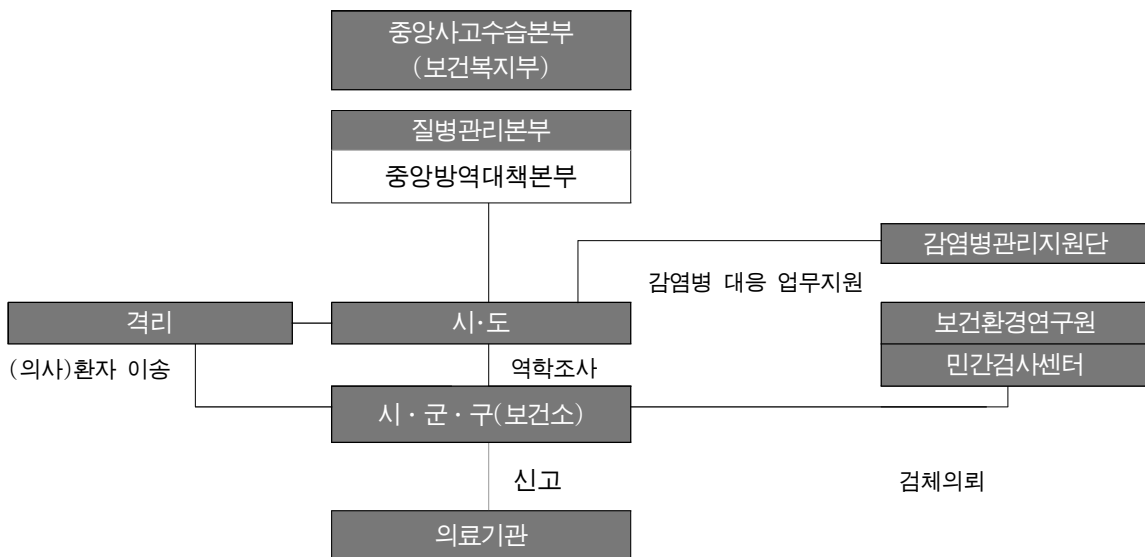 중앙사고수습본부
(보건복지부)
질병관리본부
중앙방역대책본부
감염병관리지원단
감염병 대응 업무지원
격리
시·도
보건환경연구원
(의사)환자 이송
역학조사
민간검사센터
시·군·구(보건소)
신고
검체의뢰
의료기관